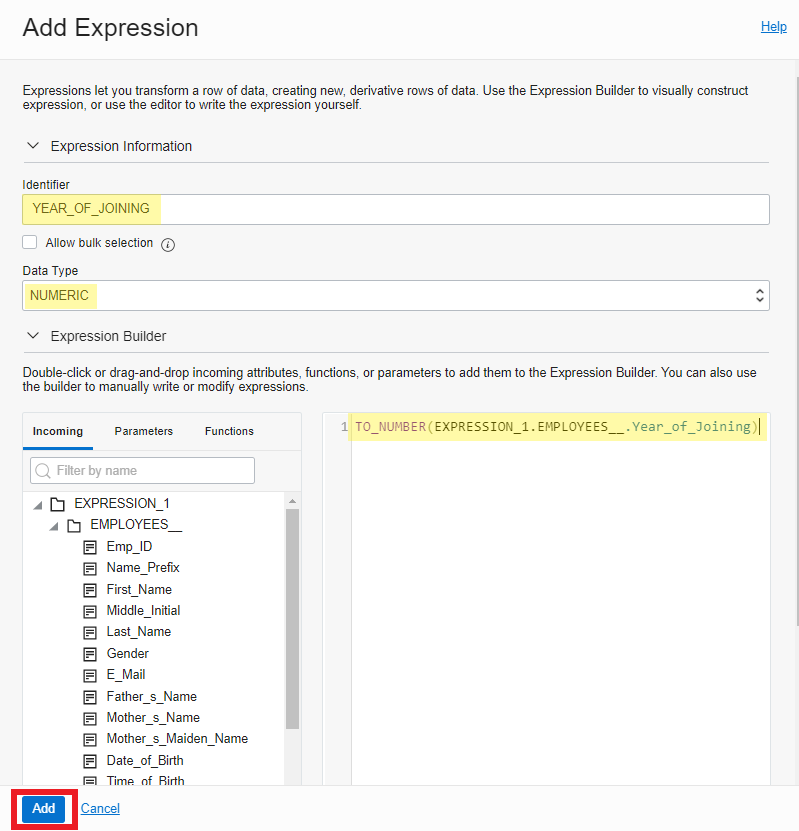 Add Expression
Help
Expressions let you transform a row of data, creating new, derivative rows of data. Use the Expression Builder to visually construct
expression, or use the editor to write the expression yourself.
Expression Information
Identifier
YEAR_OF_JOINING
Allow bulk selection
Data Type
NUMERIC
Expression Builder
Double-click or drag-and-drop incoming attributes, functions, or parameters to add them to the Expression Builder. You can also use
the builder to manually write or modify expressions.
Incoming Parameters Functions
1 TO_NUMBER(EXPRESSION_1.EMPLOYEES__.Year_of_Joining)
Filter by name
EXPRESSION_1
EMPLOYEES__
Emp_ID
Name_Prefix
First_Name
Middle_Initial
Last_Name
Gender
E_Mail
Father_s_Name
Mother_s_Name
Mother_s_Maiden_Name
Date_of_Birth
Time_of_Birth
Add Cancel